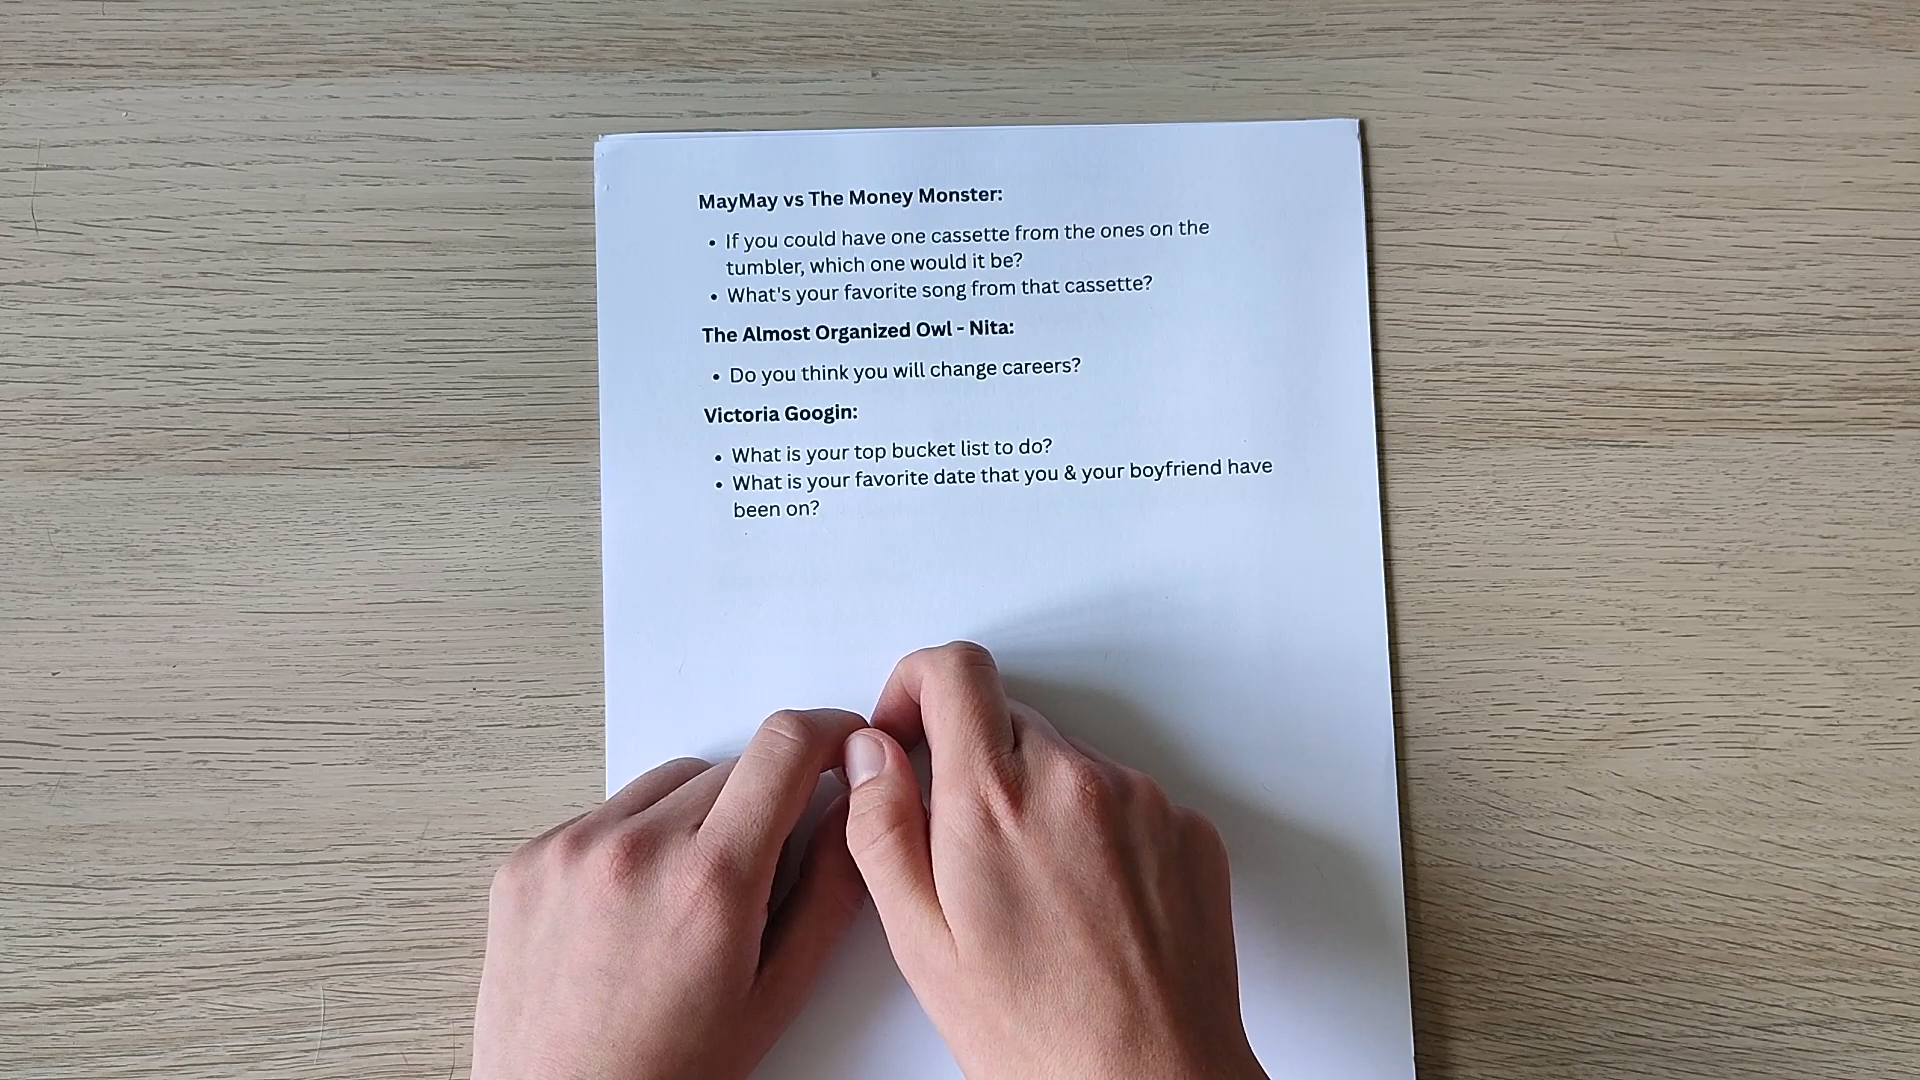 MayMay vs The Money Monster:
• If you could have one cassette from the ones on the
tumbler, which one would it be?
• What's your favorite song from that cassette?
The Almost Organized Owl - Nita:
• Do you think you will change careers?
Victoria Googin:
• What is your top bucket list to do?
• What is your favorite date that you & your boyfriend have
been on?